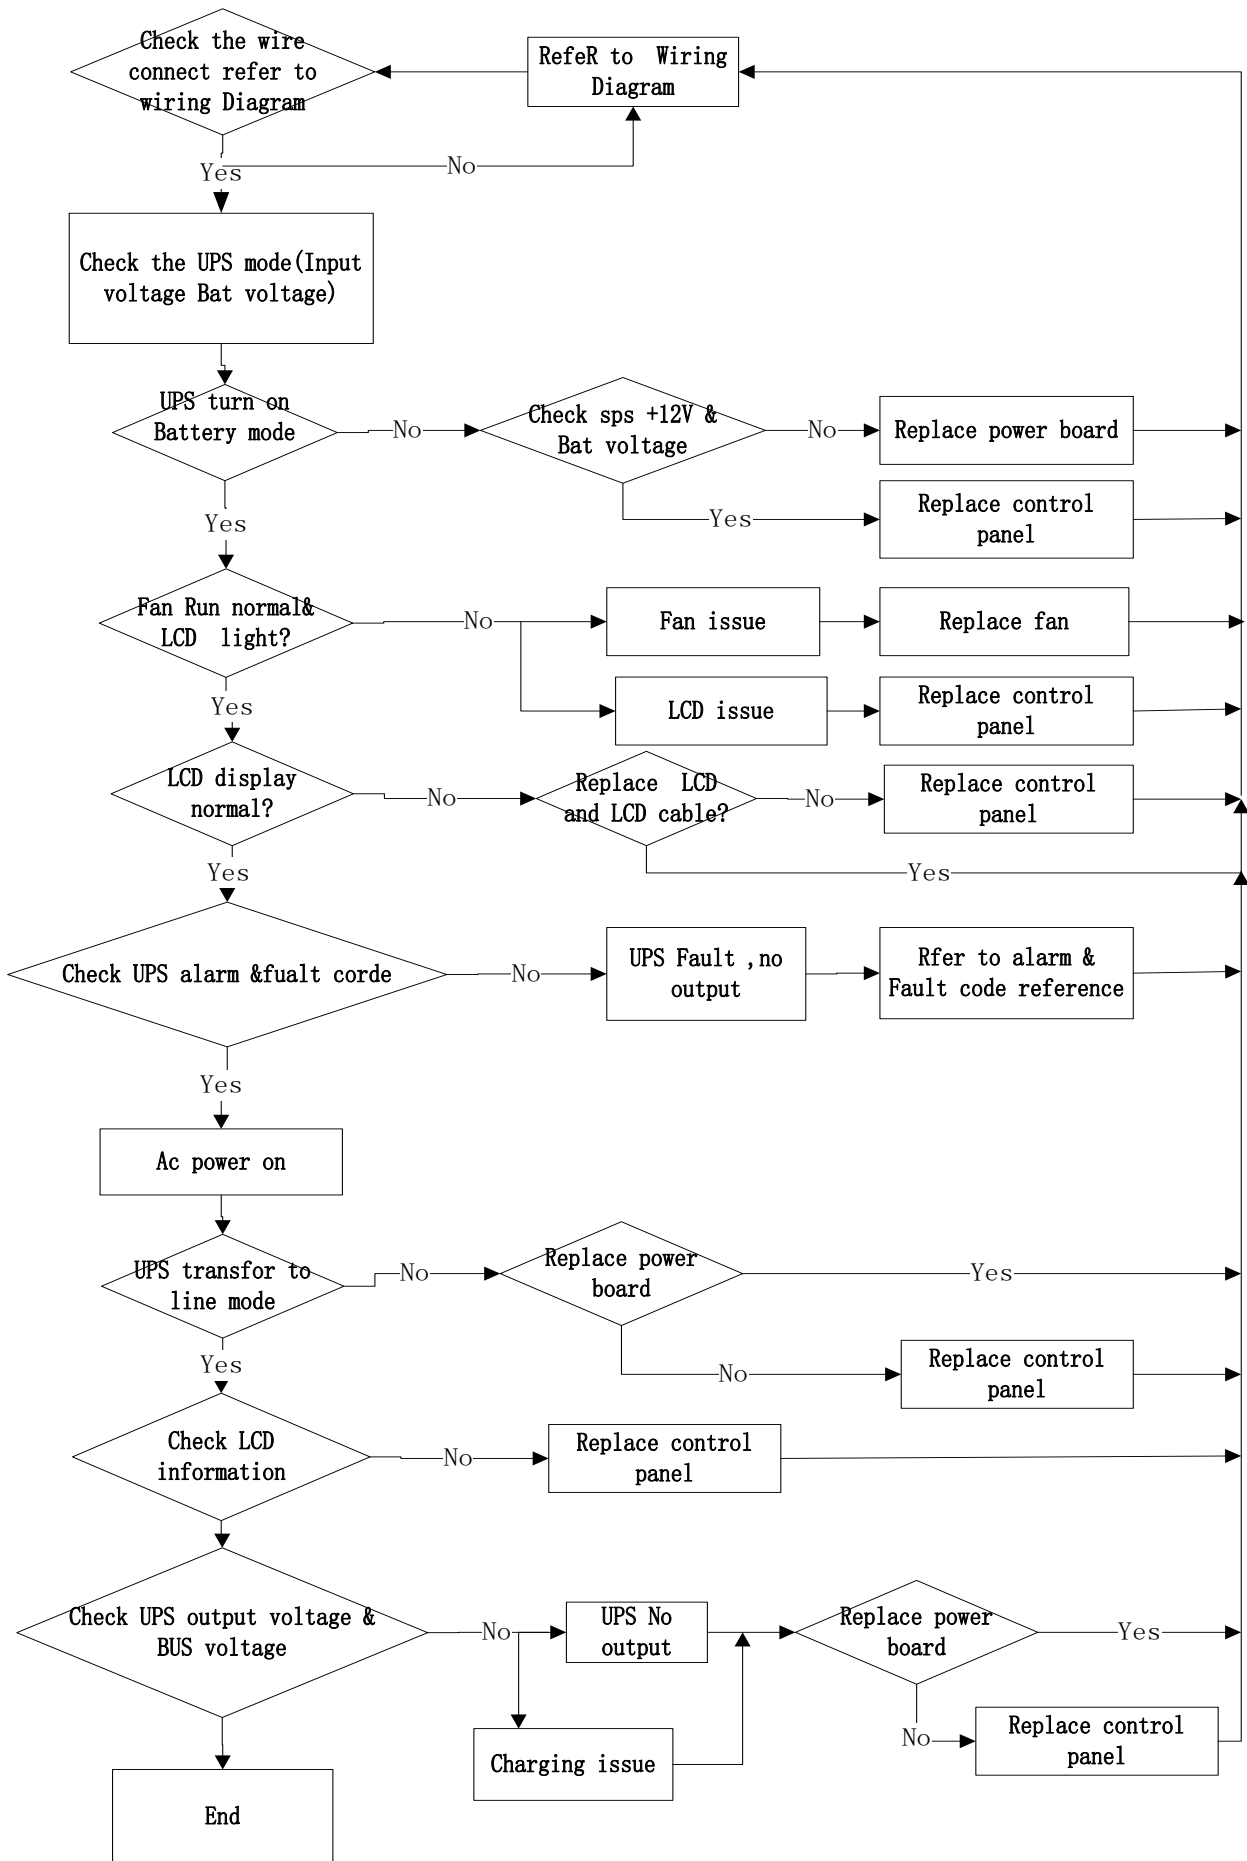 Check the wire
connect refer to
wiring Diagram
RefeR to Wiring
Diagram
Yes
No
Check the UPS mode(Input
voltage Bat voltage)
UPS turn on
Battery mode
No
Check sps +12V &
Bat voltage
No
Replace power board
Yes
Replace control
panel
Yes
Fan Run normal&
LCD light?
No
Fan issue
Replace fan
LCD issue
Replace control
panel
Yes
LCD display
normal?
No
Replace LCD
and LCD cable?
No
Replace control
panel
Yes
Yes
Check UPS alarm &fualt corde
No
UPS Fault ,no
output
Rfer to alarm &
Fault code reference
Yes
Ac power on
UPS transfor to
line mode
No
Replace power
board
Yes
No
Replace control
panel
Yes
Check LCD
information
No
Replace control
panel
Check UPS output voltage &
BUS voltage
No
UPS No
output
Replace power
board
Yes
No
Replace control
panel
Charging issue
End